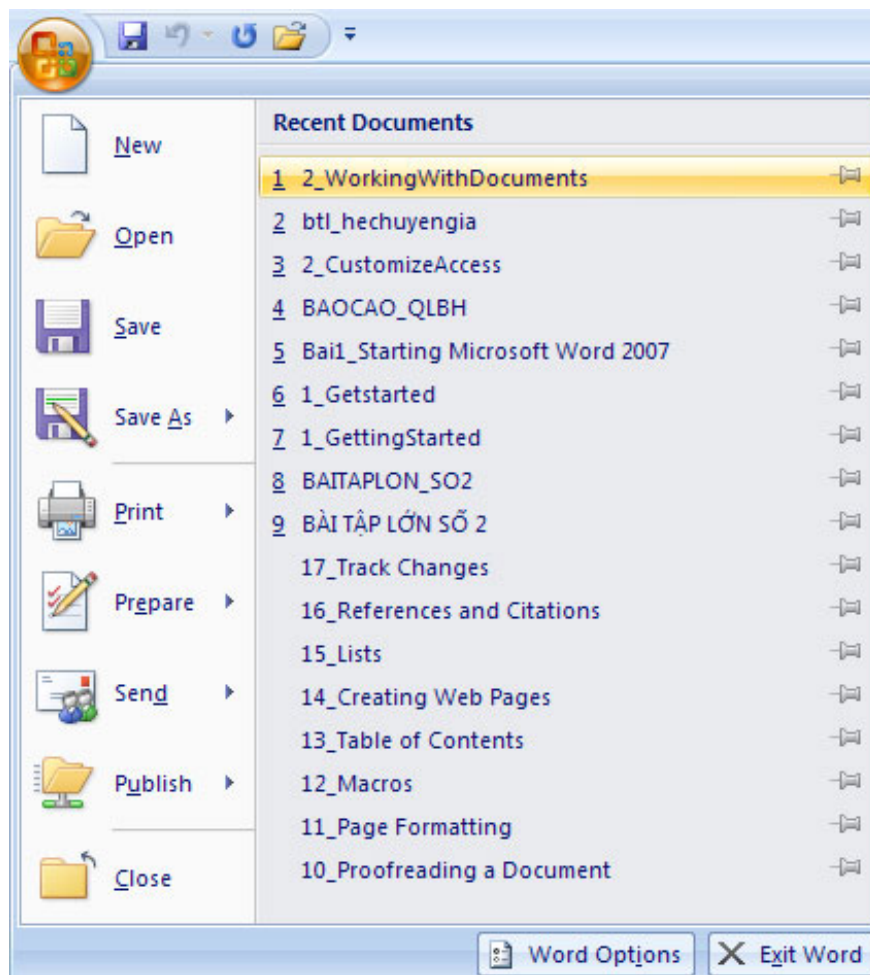 New
Open
Save
Save As
Print
Prepare
Send
Publish
Close
Recent Documents
1 2_WorkingWithDocuments
2 btl_hechuyengia
3 2_CustomizeAccess
4 BAOCAO_QLBH
5 Bai1_Starting Microsoft Word 2007
6 1_Getstarted
7 1_GettingStarted
8 BAITAPLON_SO2
9 BÀI TẬP LỚN SỐ 2
17_Track Changes
16_References and Citations
15_Lists
14_Creating Web Pages
13_Table of Contents
12_Macros
11_Page Formatting
10_Proofreading a Document
Word Options
Exit Word